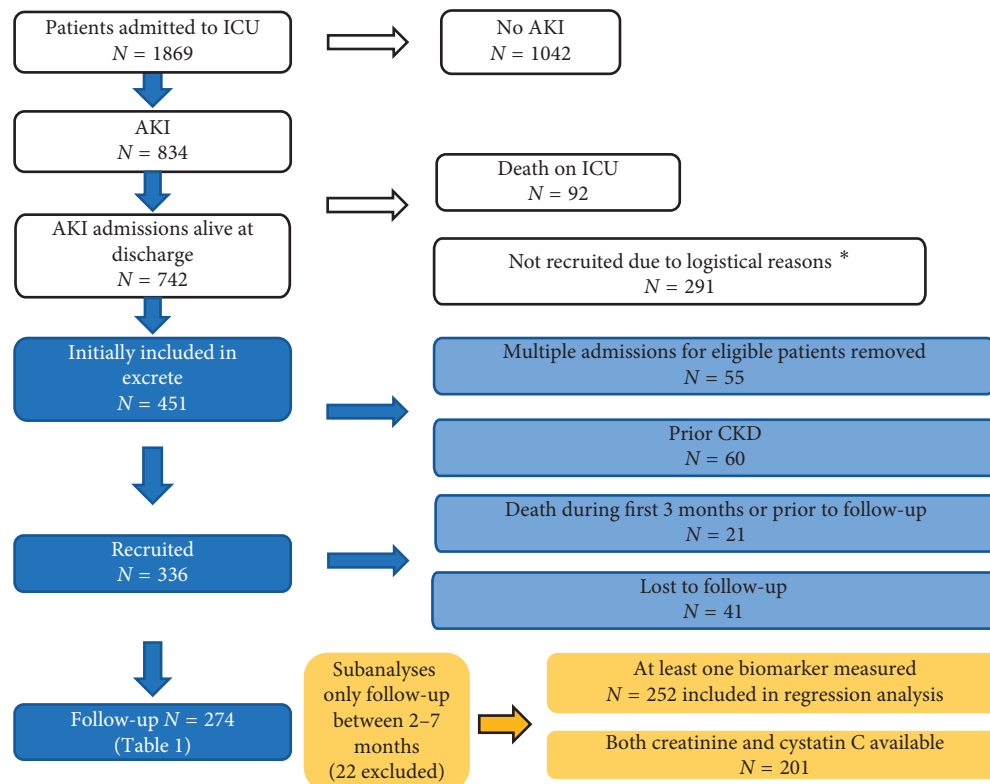 Patients admitted to ICU
N = 1869
No AKI
N = 1042
AKI
N = 834
Death on ICU
N = 92
AKI admissions alive at
discharge
N = 742
Not recruited due to logistical reasons *
N = 291
Initially included in
excrete
N = 451
Multiple admissions for eligible patients removed
N = 55
Prior CKD
N = 60
Death during first 3 months or prior to follow-up
N = 21
Recruited
N = 336
Lost to follow-up
N = 41
Subanalyses
only follow-up
between 2–7
months
(22 excluded)
At least one biomarker measured
N = 252 included in regression analysis
Follow-up N = 274
(Table 1)
Both creatinine and cystatin C available
N = 201